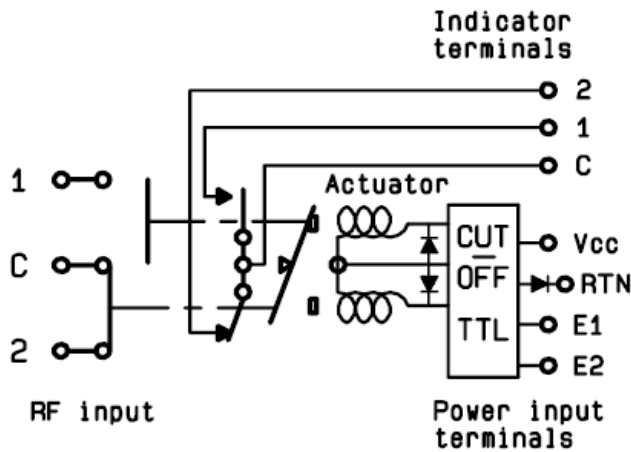 Indicator
terminals
2
1
C
1
C
2
RF input
Actuator
CUT
OFF
TTL
Vcc
RTN
E1
E2
Power input
terminals